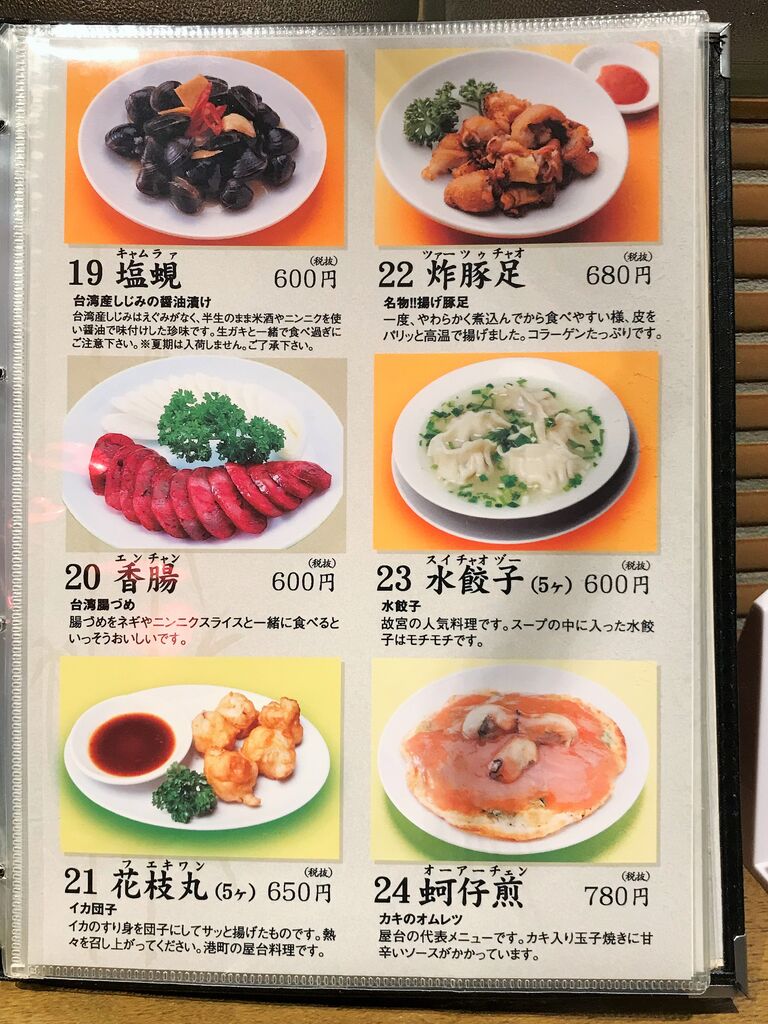 キャムラァ
(税抜)
19 塩蜆 600円
台湾産しじみの醤油漬け
台湾産しじみはえぐみがなく、半生のまま米酒やニンニクを使
い醤油で味付けした珍味です。生ガキと一緒で食べ過ぎに
ご注意下さい。※夏期は入荷しません。ご了承下さい。
エンチャン
(税抜)
20 香腸 600円
台湾腸づめ
腸づめをネギやニンニクスライスと一緒に食べると
いっそうおいしいです。
フエキワン
(税抜)
21 花枝丸(5ヶ) 650円
イカ団子
イカのすり身を団子にしてサッと揚げたものです。熱
々を召し上がってください。港町の屋台料理です。
ツァーツゥチャオ
(税抜)
22 炸豚足 680円
名物!!揚げ豚足
一度、やわらかく煮込んでから食べやすい様、皮を
パリッと高温で揚げました。コラーゲンたっぷりです。
スイチャオヅー
(税抜)
23 水餃子(5ヶ) 600円
水餃子
故宮の人気料理です。スープの中に入った水餃
子はモチモチです。
オーアーチェン
(税抜)
24 蚵仔煎 780円
カキのオムレツ
屋台の代表メニューです。カキ入り玉子焼きに甘
辛いソースがかかっています。